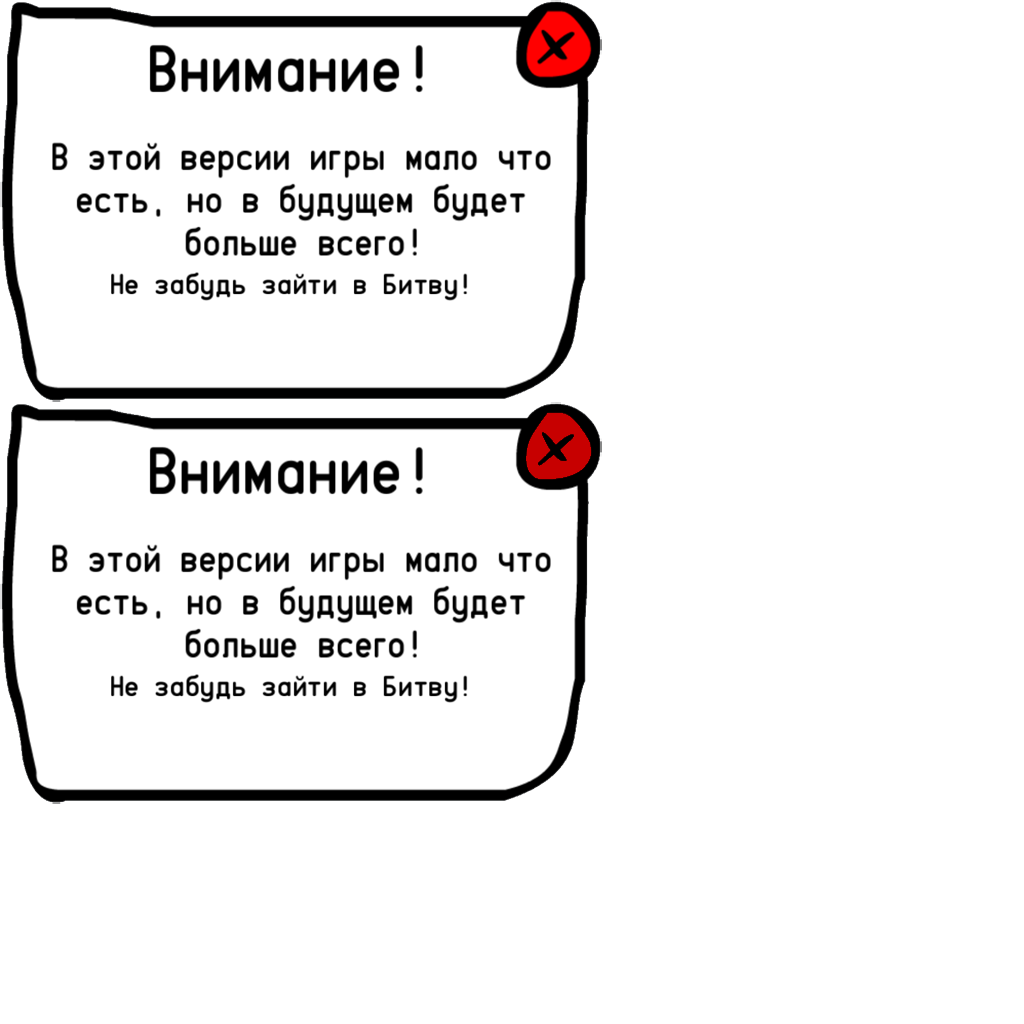 Внимание!
В этой версии игры мало что
есть, но в будущем будет
больше всего!
Не забудь зайти в Битву!
Внимание!
В этой версии игры мало что
есть, но в будущем будет
больше всего!
Не забудь зайти в Битву!